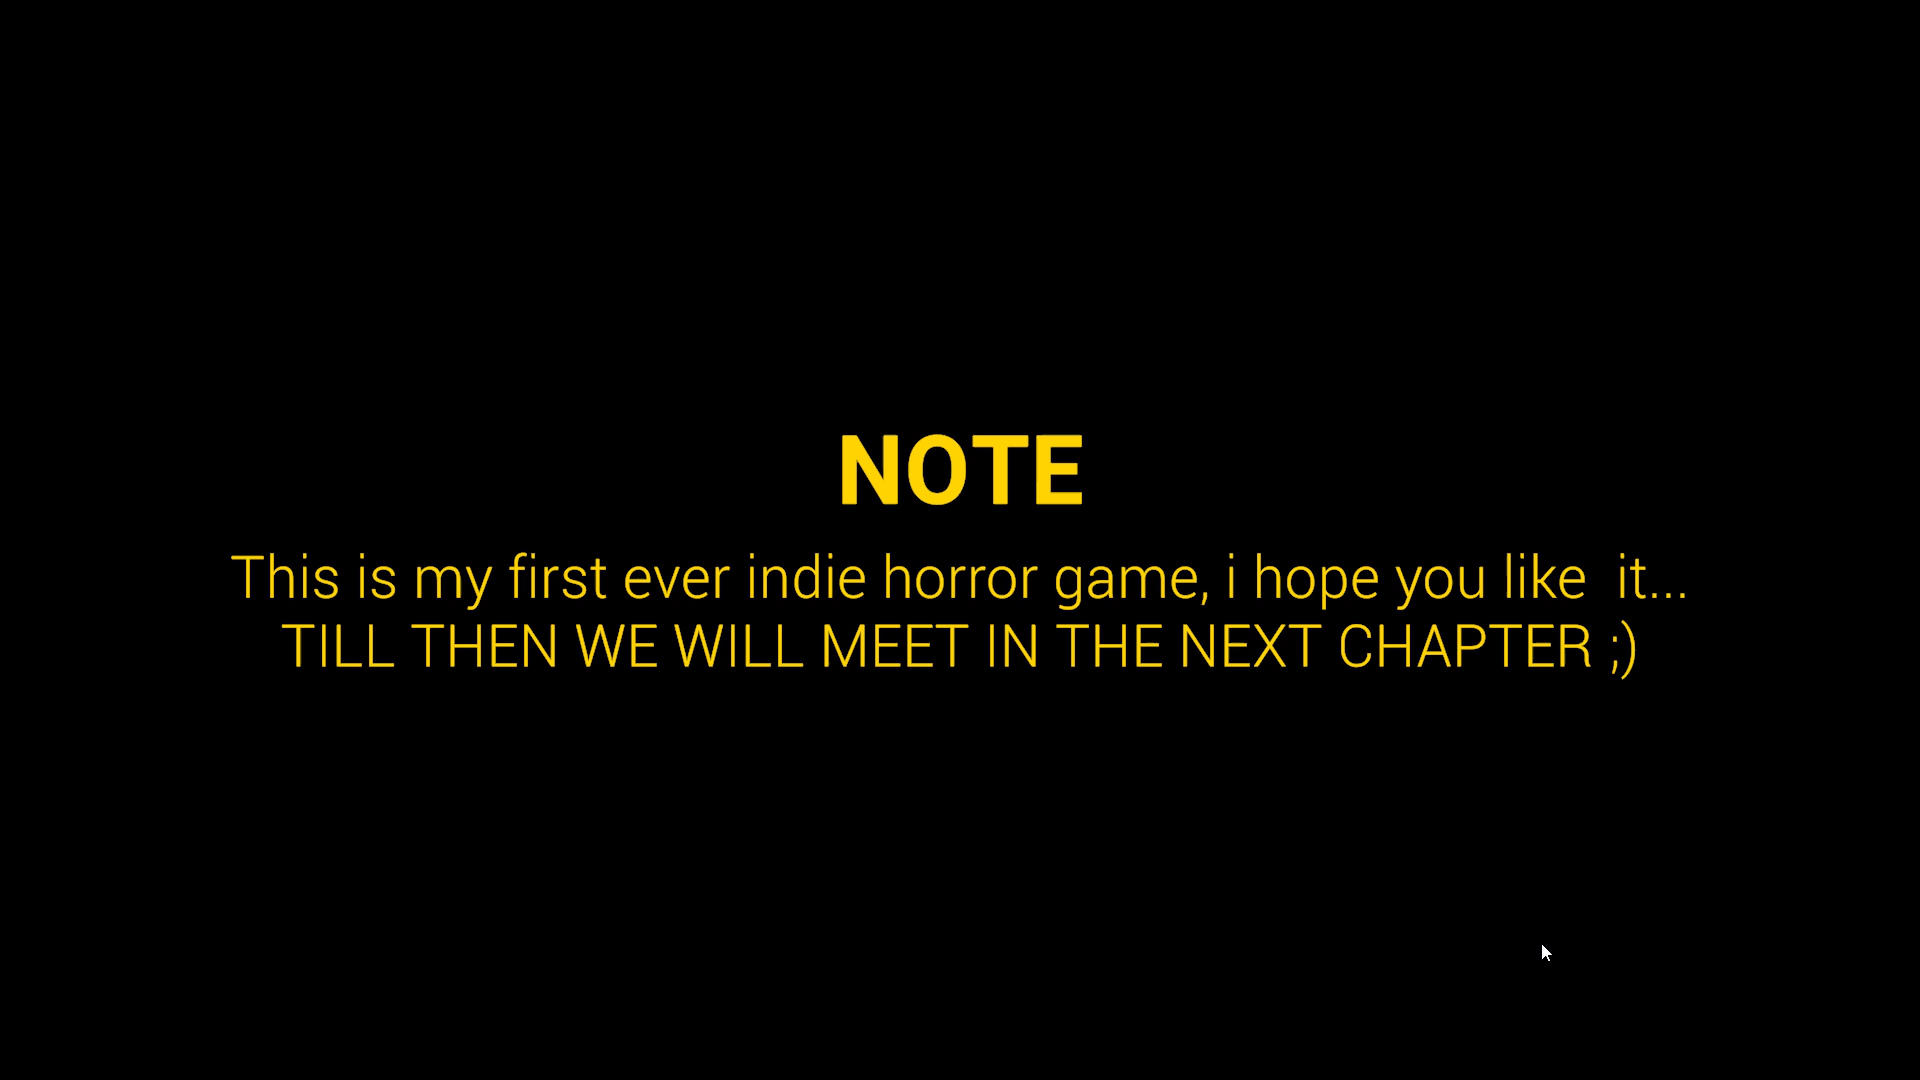 NOTE
This is my first ever indie horror game, i hope you like  it...
TILL THEN WE WILL MEET IN THE NEXT CHAPTER ;)